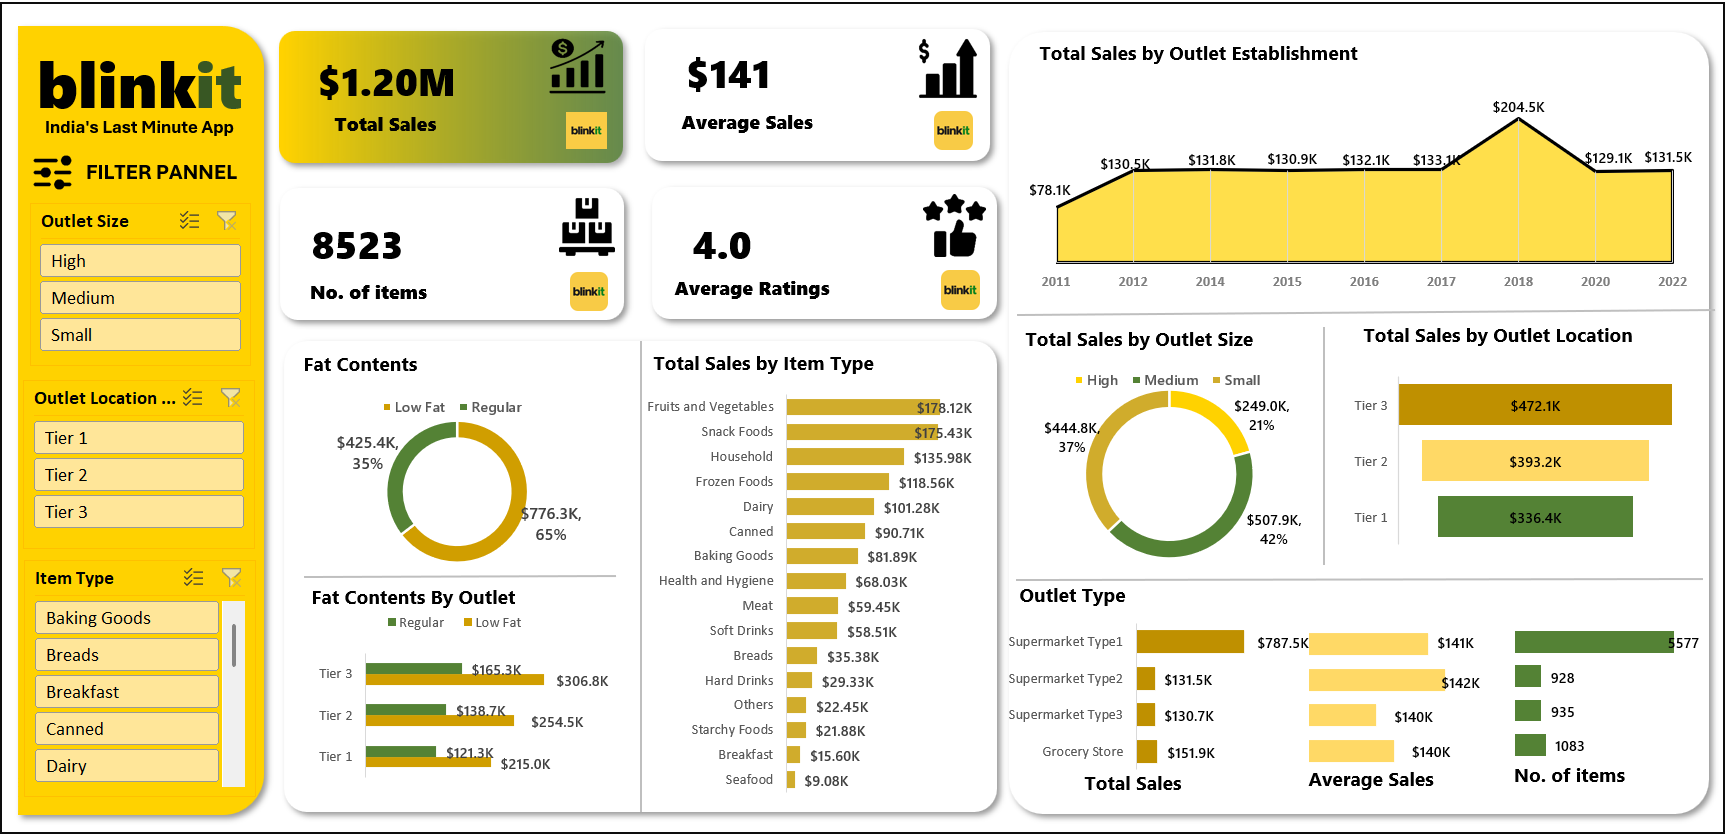 blinkit
India's Last Minute App
FILTER PANNEL
Outlet Size
High
Medium
Small
Outlet Location ...
Tier 1
Tier 2
Tier 3
Item Type
Baking Goods
Breads
Breakfast
Canned
Dairy
$1.20M
Total Sales
blinkit
$141
Average Sales
blinkit
8523
No. of items
blinkit
4.0
Average Ratings
blinkit
Fat Contents
Low Fat Regular
$425.4K,
35%
$776.3K,
65%
Fat Contents By Outlet
Regular Low Fat
Tier 3 $165.3K $306.8K
Tier 2 $138.7K $254.5K
Tier 1 $121.3K $215.0K
Total Sales by Item Type
Fruits and Vegetables $178.12K
Snack Foods $175.43K
Household $135.98K
Frozen Foods $118.56K
Dairy $101.28K
Canned $90.71K
Baking Goods $81.89K
Health and Hygiene $68.03K
Meat $59.45K
Soft Drinks $58.51K
Breads $35.38K
Hard Drinks $29.33K
Others $22.45K
Starchy Foods $21.88K
Breakfast $15.60K
Seafood $9.08K
Total Sales by Outlet Establishment
$78.1K $130.5K $131.8K $130.9K $132.1K $133.1K $204.5K $129.1K $131.5K
2011 2012 2014 2015 2016 2017 2018 2020 2022
Total Sales by Outlet Size
High Medium Small
$249.0K,
21%
$444.8K,
37%
$507.9K,
42%
Total Sales by Outlet Location
Tier 3 $472.1K
Tier 2 $393.2K
Tier 1 $336.4K
Outlet Type
Supermarket Type1 $787.5K $141K 5577
Supermarket Type2 $131.5K $142K 928
Supermarket Type3 $130.7K $140K 935
Grocery Store $151.9K $140K 1083
Total Sales Average Sales No. of items